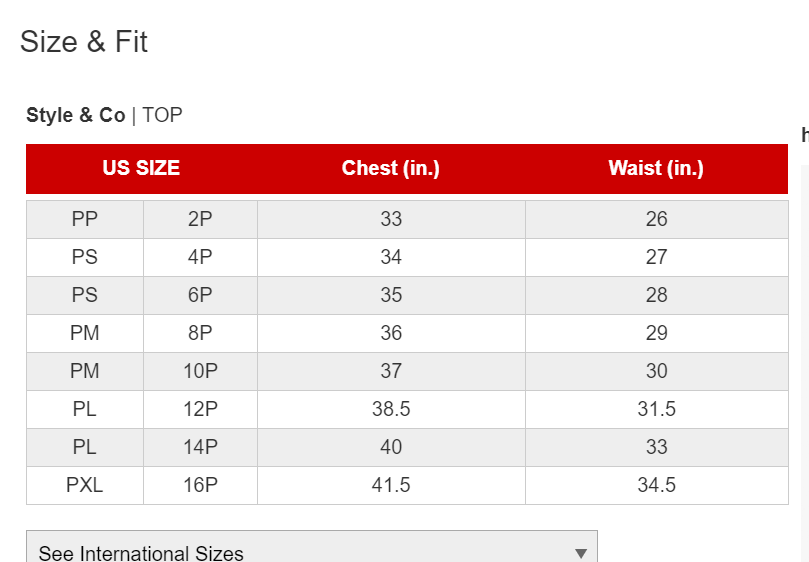 Size & Fit
Style & Co | TOP
US SIZE Chest (in.) Waist (in.)
PP 2P 33 26
PS 4P 34 27
PS 6P 35 28
PM 8P 36 29
PM 10P 37 30
PL 12P 38.5 31.5
PL 14P 40 33
PXL 16P 41.5 34.5
See International Sizes